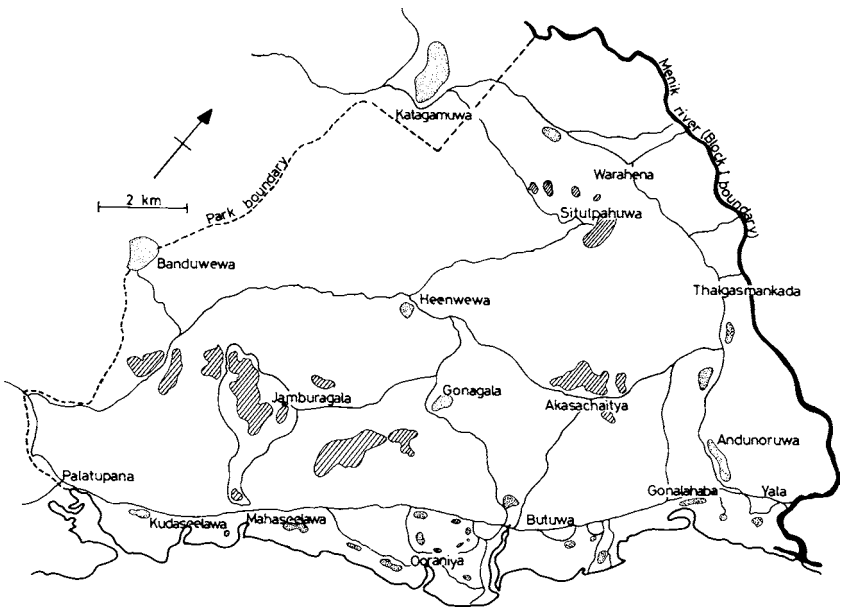 Katagamuwa
Menik river (Block I boundary)
Warahena
2 km
Park boundary
Situlpahuwa
Banduwewa
Thalgasmankada
Heenwewa
Jamburagala
Gonagala
Akasachaitya
Andunoruwa
Palatupana
Gonalahaba
Yala
Kudaseelawa
Mahaseelawa
Butuwa
Ooraniya